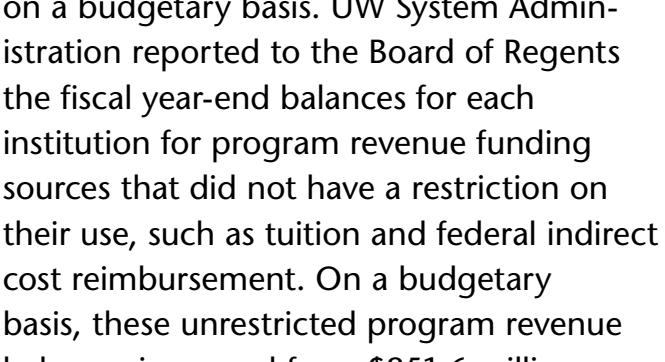 on a budgetary basis. UW System Admin-
istration reported to the Board of Regents
the fiscal year-end balances for each
institution for program revenue funding
sources that did not have a restriction on
their use, such as tuition and federal indirect
cost reimbursement. On a budgetary
basis, these unrestricted program revenue